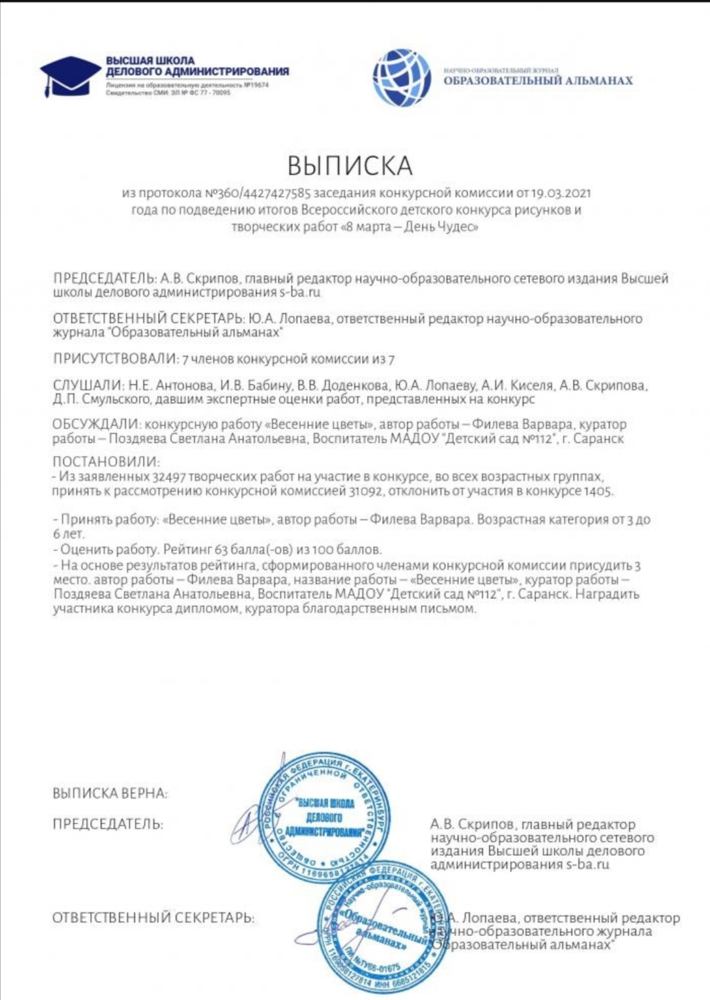 ВЫСШАЯ ШКОЛА
ДЕЛОВОГО АДМИНИСТРИРОВАНИЯ
Лицензия на образовательную деятельность №19674
Свидетельство СМИ: ЭЛ № ФС 77 - 70095
НАУЧНО-ОБРАЗОВАТЕЛЬНЫЙ ЖУРНАЛ
ОБРАЗОВАТЕЛЬНЫЙ АЛЬМАНАХ
ВЫПИСКА
из протокола №360/4427427585 заседания конкурсной комиссии от 19.03.2021
года по подведению итогов Всероссийского детского конкурса рисунков и
творческих работ «8 марта – День Чудес»
ПРЕДСЕДАТЕЛЬ: А.В. Скрипов, главный редактор научно-образовательного сетевого издания Высшей
школы делового администрирования s-ba.ru
ОТВЕТСТВЕННЫЙ СЕКРЕТАРЬ: Ю.А. Лопаева, ответственный редактор научно-образовательного
журнала "Образовательный альманах"
ПРИСУТСТВОВАЛИ: 7 членов конкурсной комиссии из 7
СЛУШАЛИ: Н.Е. Антонова, И.В. Бабину, В.В. Доденкова, Ю.А. Лопаеву, А.И. Киселя, А.В. Скрипова,
Д.П. Смульского, давшим экспертные оценки работ, представленных на конкурс
ОБСУЖДАЛИ: конкурсную работу «Весенние цветы», автор работы – Филева Варвара, куратор
работы – Поздяева Светлана Анатольевна, Воспитатель МАДОУ "Детский сад №112", г. Саранск
ПОСТАНОВИЛИ:
- Из заявленных 32497 творческих работ на участие в конкурсе, во всех возрастных группах,
принять к рассмотрению конкурсной комиссией 31092, отклонить от участия в конкурсе 1405.
- Принять работу: «Весенние цветы», автор работы – Филева Варвара. Возрастная категория от 3 до
6 лет.
- Оценить работу. Рейтинг 63 балла(-ов) из 100 баллов.
- На основе результатов рейтинга, сформированного членами конкурсной комиссии присудить 3
место. автор работы – Филева Варвара, название работы – «Весенние цветы», куратор работы –
Поздяева Светлана Анатольевна, Воспитатель МАДОУ "Детский сад №112", г. Саранск. Наградить
участника конкурса дипломом, куратора благодарственным письмом.
ВЫПИСКА ВЕРНА:
ПРЕДСЕДАТЕЛЬ:
РОССИЙСКАЯ ФЕДЕРАЦИЯ г. ЕКАТЕРИНБУРГ
ОБЩЕСТВО С ОГРАНИЧЕННОЙ ОТВЕТСТВЕННОСТЬЮ
"ВЫСШАЯ ШКОЛА
ДЕЛОВОГО
АДМИНИСТРИРОВАНИЯ"
ОГРН 1169658127814
А.В. Скрипов, главный редактор
научно-образовательного сетевого
издания Высшей школы делового
администрирования s-ba.ru
ОТВЕТСТВЕННЫЙ СЕКРЕТАРЬ:
РОССИЙСКАЯ ФЕДЕРАЦИЯ г. ЕКАТЕРИНБУРГ
Научно-образовательный журнал
«Образовательный
альманах»
ПИ №ТУ66-01675
ОГРН 1169658127814 ИНН 6685121815
Ю.А. Лопаева, ответственный редактор
научно-образовательного журнала
"Образовательный альманах"